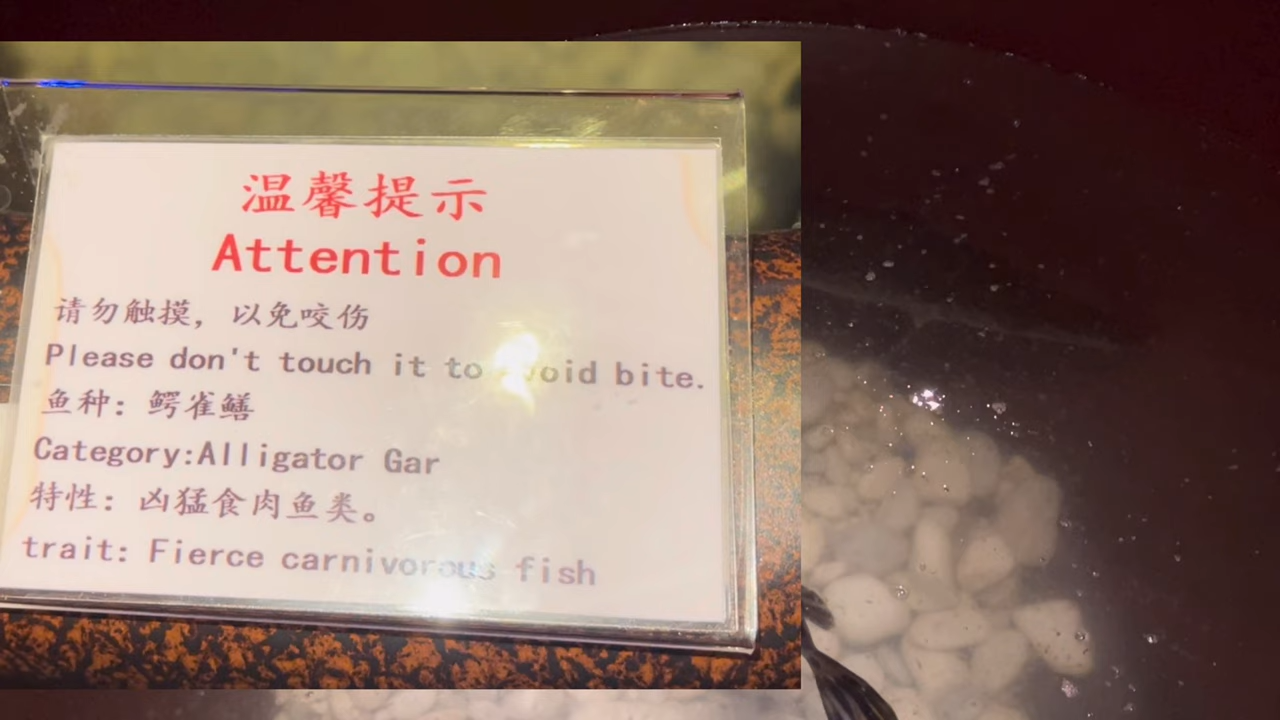 温馨提示
Attention
请勿触摸，以免咬伤
Please don't touch it to bite.
鱼种：鳄雀鳝
Category:Alligator Gar
特性：凶猛食肉鱼类。
trait: Fierce carnivorous fish